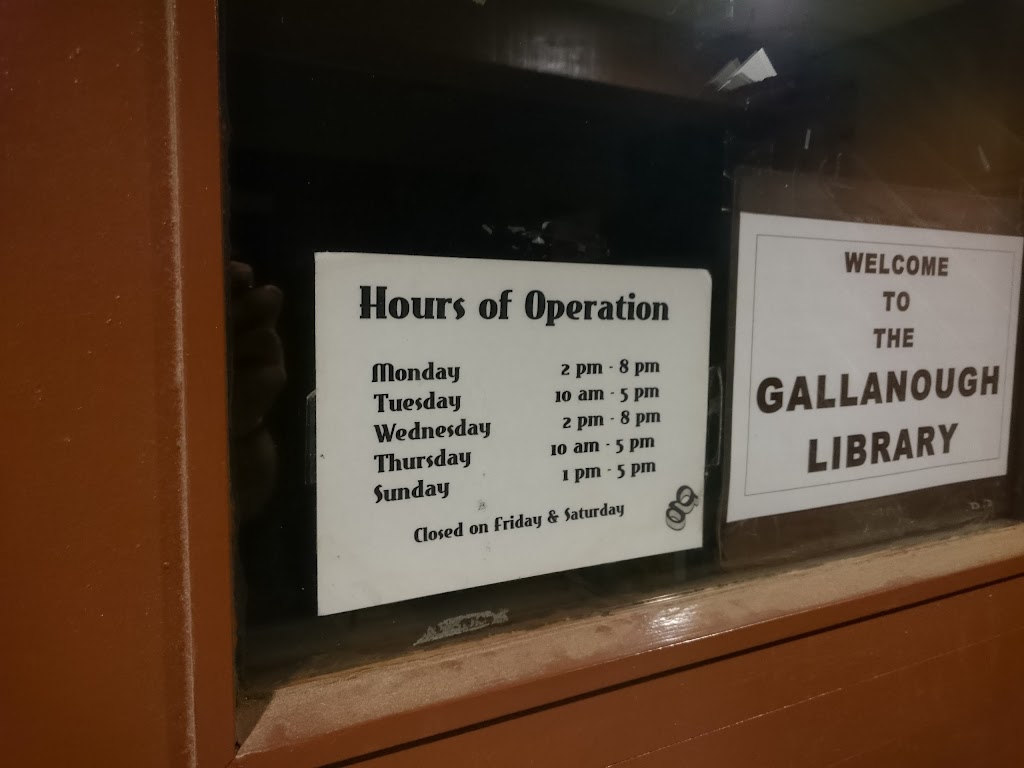 Hours of Operation
Monday 2 pm - 8 pm
Tuesday 10 am - 5 pm
Wednesday 2 pm - 8 pm
Thursday 10 am - 5 pm
Sunday 1 pm - 5 pm
Closed on Friday & Saturday
WELCOME
TO
THE
GALLANOUGH
LIBRARY